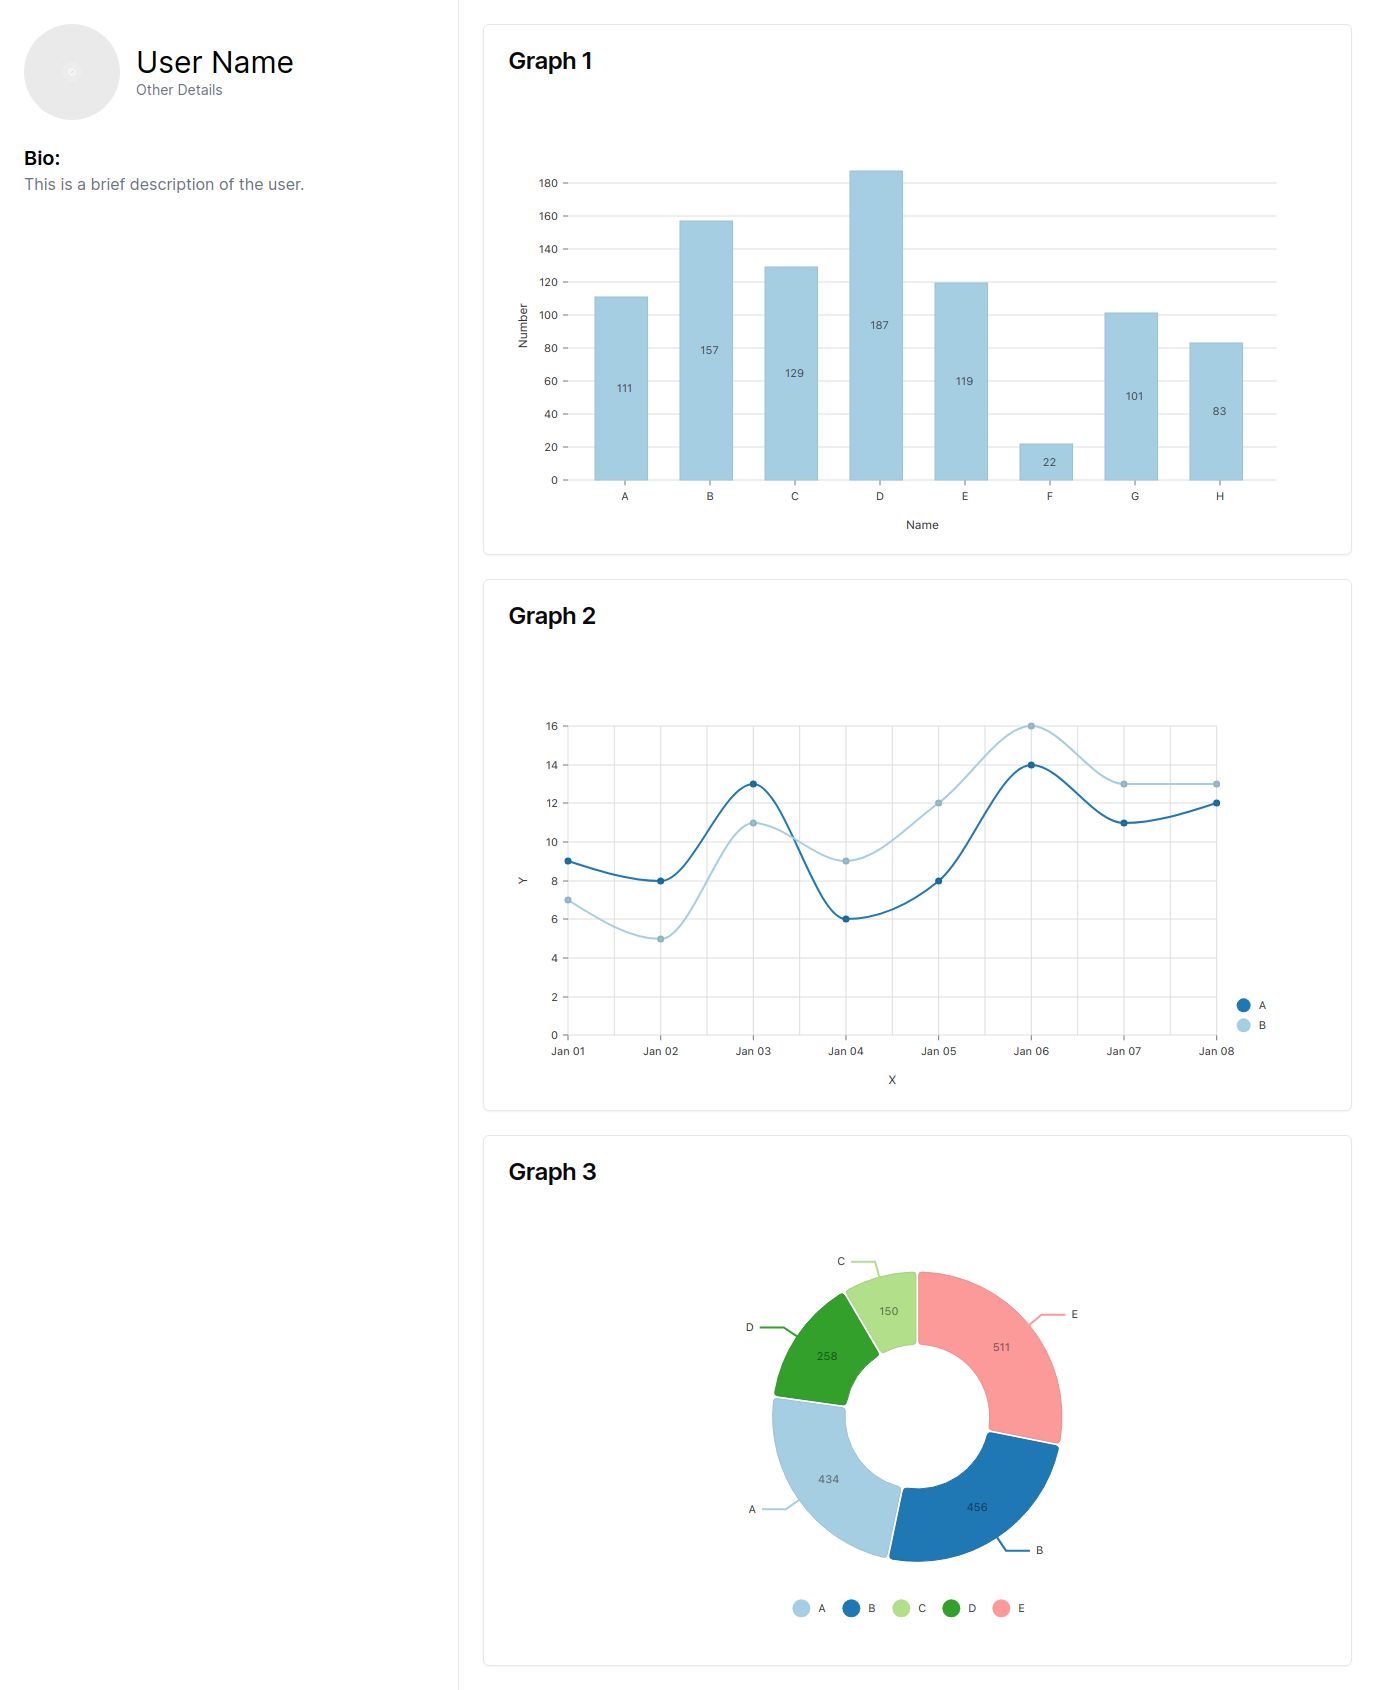 User Name
Other Details
Bio:
This is a brief description of the user.
Graph 1
180
160
140
120
100
80
60
40
20
0
Number
111
157
129
187
119
22
101
83
A B C D E F G H
Name
Graph 2
16
14
12
10
8
6
4
2
0
Y
Jan 01 Jan 02 Jan 03 Jan 04 Jan 05 Jan 06 Jan 07 Jan 08
X
A
B
Graph 3
C
150
E
511
D
258
434
A
456
B
A B C D E